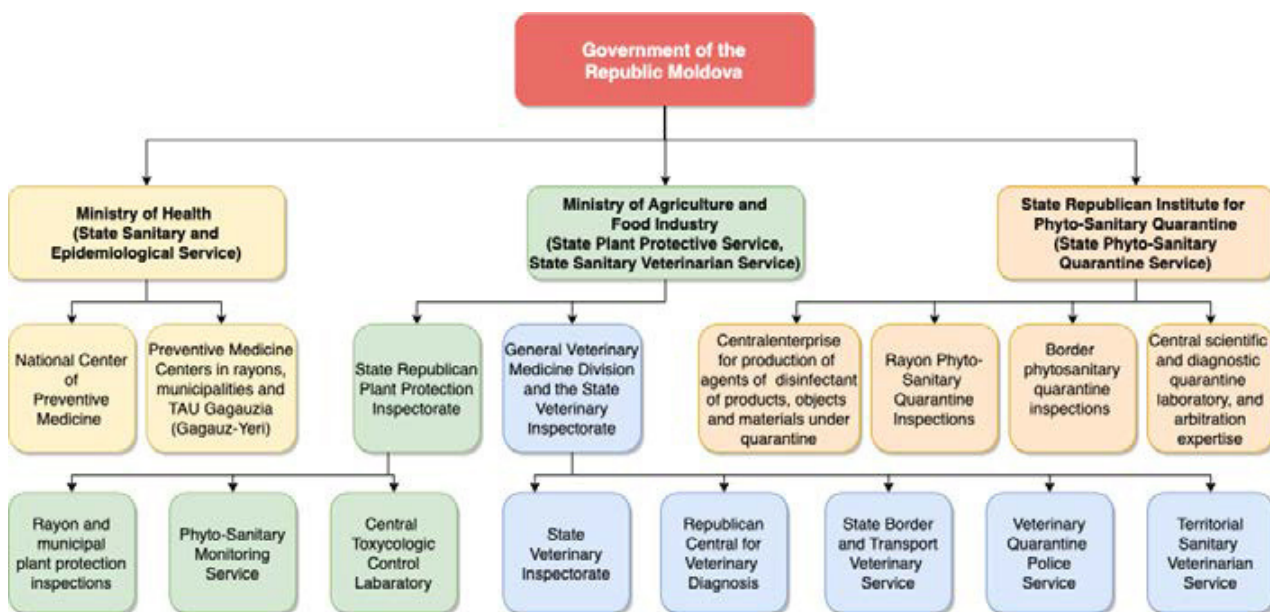 Government of the
Republic Moldova
Ministry of Health
(State Sanitary and
Epidemiological Service)
Ministry of Agriculture and
Food Industry
(State Plant Protective Service,
State Sanitary Veterinarian Service)
State Republican Institute for
Phyto-Sanitary Quarantine
(State Phyto-Sanitary
Quarantine Service)
National Center
of
Preventive
Medicine
Preventive Medicine
Centers in rayons,
municipalities and
TAU Gagauzia
(Gagauz-Yeri)
State Republican
Plant Protection
Inspectorate
General Veterinary
Medicine Division
and the State
Veterinary
Inspectorate
Centralenterprise
for production of
agents of disinfectant
of products, objects
and materials under
quarantine
Rayon Phyto-
Sanitary
Quarantine
Inspections
Border
phytosanitary
quarantine
inspections
Central scientific
and diagnostic
quarantine
laboratory, and
arbitration
expertise
Rayon and
municipal
plant protection
inspections
Phyto-Sanitary
Monitoring
Service
Central
Toxycologic
Control
Labaratory
State
Veterinary
Inspectorate
Republican
Central for
Veterinary
Diagnosis
State Border
and Transport
Veterinary
Service
Veterinary
Quarantine
Police
Service
Territorial
Sanitary
Veterinarian
Service